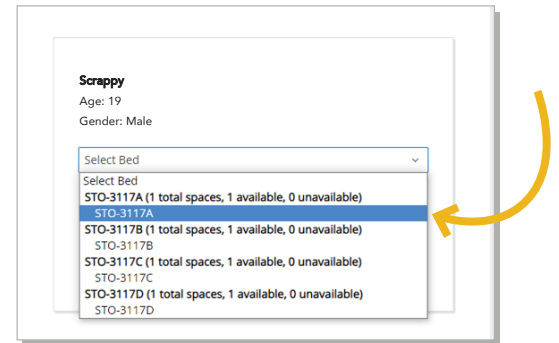 Scrappy
Age: 19
Gender: Male
Select Bed
Select Bed
STO-3117A (1 total spaces, 1 available, 0 unavailable)
STO-3117A
STO-3117B (1 total spaces, 1 available, 0 unavailable)
STO-3117B
STO-3117C (1 total spaces, 1 available, 0 unavailable)
STO-3117C
STO-3117D (1 total spaces, 1 available, 0 unavailable)
STO-3117D